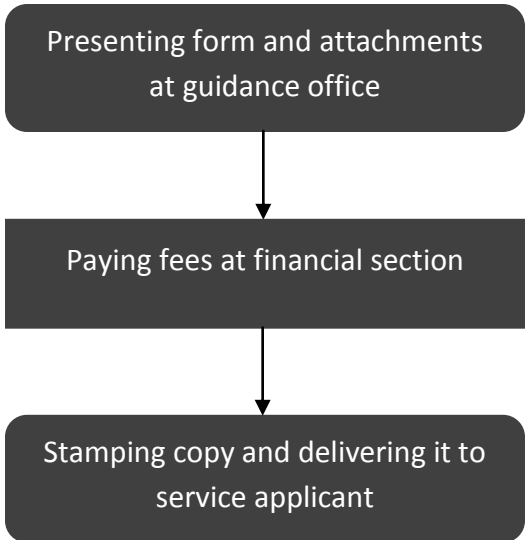 Presenting form and attachments
at guidance office
Paying fees at financial section
Stamping copy and delivering it to
service applicant